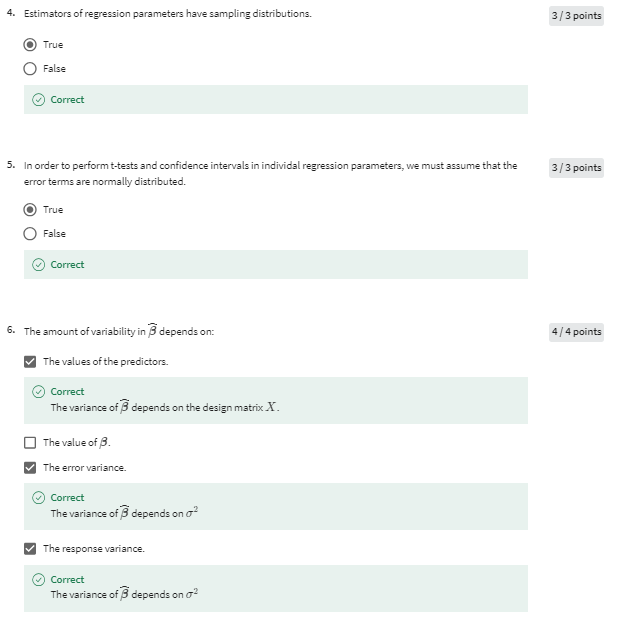 4. Estimators of regression parameters have sampling distributions.
3 / 3 points
True
False
Correct
5. In order to perform t-tests and confidence intervals in individal regression parameters, we must assume that the
error terms are normally distributed.
3 / 3 points
True
False
Correct
6. The amount of variability in β̂ depends on:
4 / 4 points
The values of the predictors.
Correct
The variance of β̂ depends on the design matrix X.
The value of β.
The error variance.
Correct
The variance of β̂ depends on σ²
The response variance.
Correct
The variance of β̂ depends on σ²